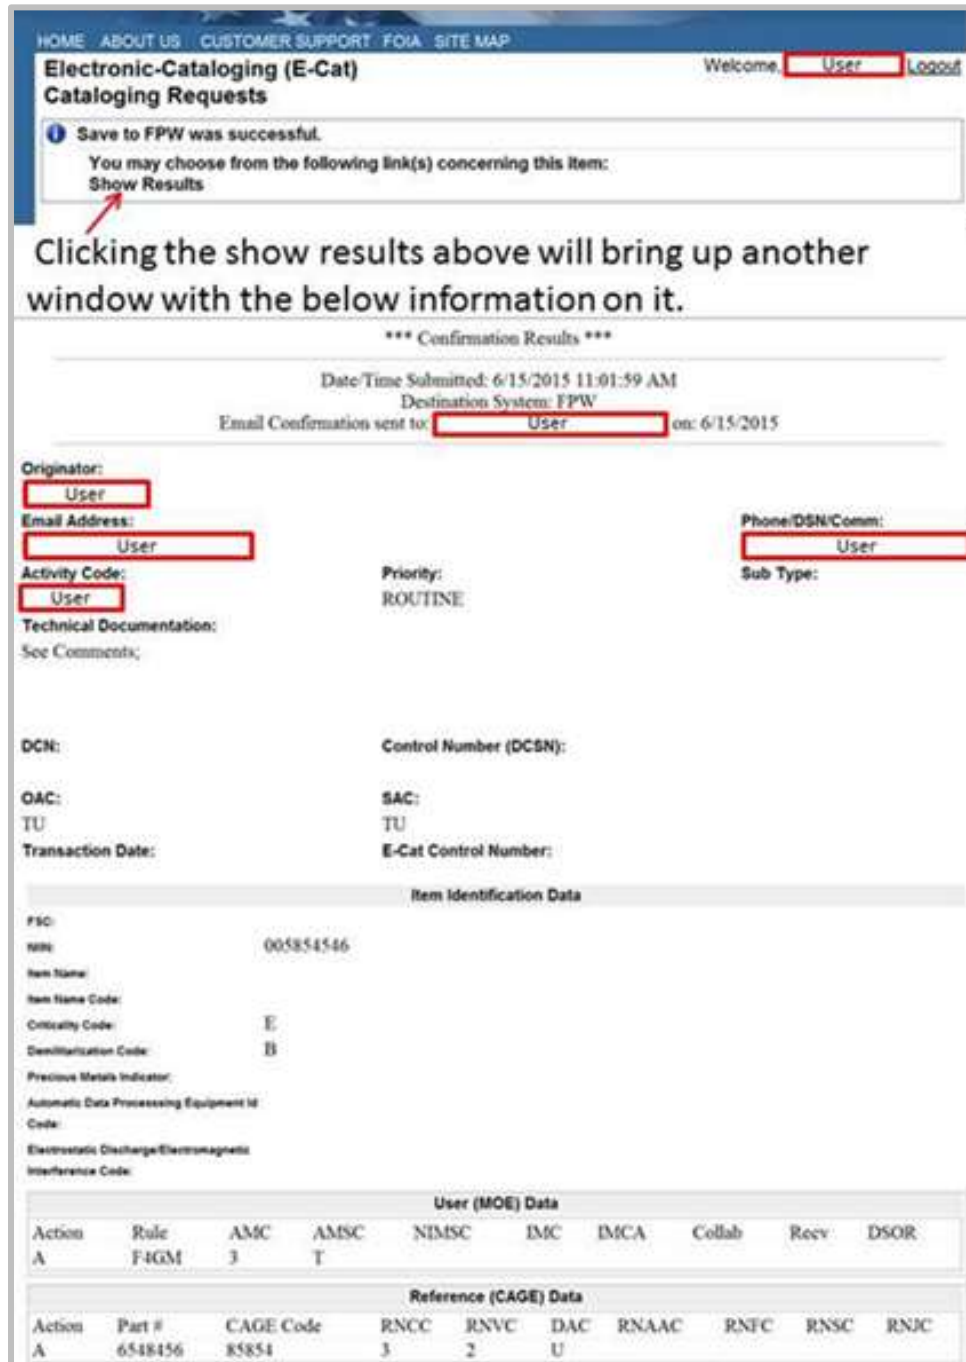 HOME ABOUT US CUSTOMER SUPPORT FOIA SITE MAP
Electronic-Cataloging (E-Cat) Welcome, User Logout
Cataloging Requests
Save to FPW was successful.
You may choose from the following link(s) concerning this item:
Show Results
Clicking the show results above will bring up another
window with the below information on it.
*** Confirmation Results ***
Date/Time Submitted: 6/15/2015 11:01:59 AM
Destination System: FPW
Email Confirmation sent to: User on: 6/15/2015
Originator:
User
Email Address: Phone/DSN/Comm:
User User
Activity Code: Priority: Sub Type:
User ROUTINE
Technical Documentation:
See Comments;
DCN: Control Number (DCSN):
OAC: SAC:
TU TU
Transaction Date: E-Cat Control Number:
Item Identification Data
FSC:
NIIN: 005854546
Item Name:
Item Name Code:
Criticality Code: E
Demilitarization Code: B
Precious Metals Indicator:
Automatic Data Processsing Equipment Id
Code:
Electrostatic Discharge/Electromagnetic
Interference Code:
User (MOE) Data
Action Rule AMC AMSC NIMSC IMC IMCA Collab Recv DSOR
A F4GM 3 T
Reference (CAGE) Data
Action Part # CAGE Code RNCC RNVC DAC RNAAC RNFC RNSC RNJC
A 6548456 85854 3 2 U